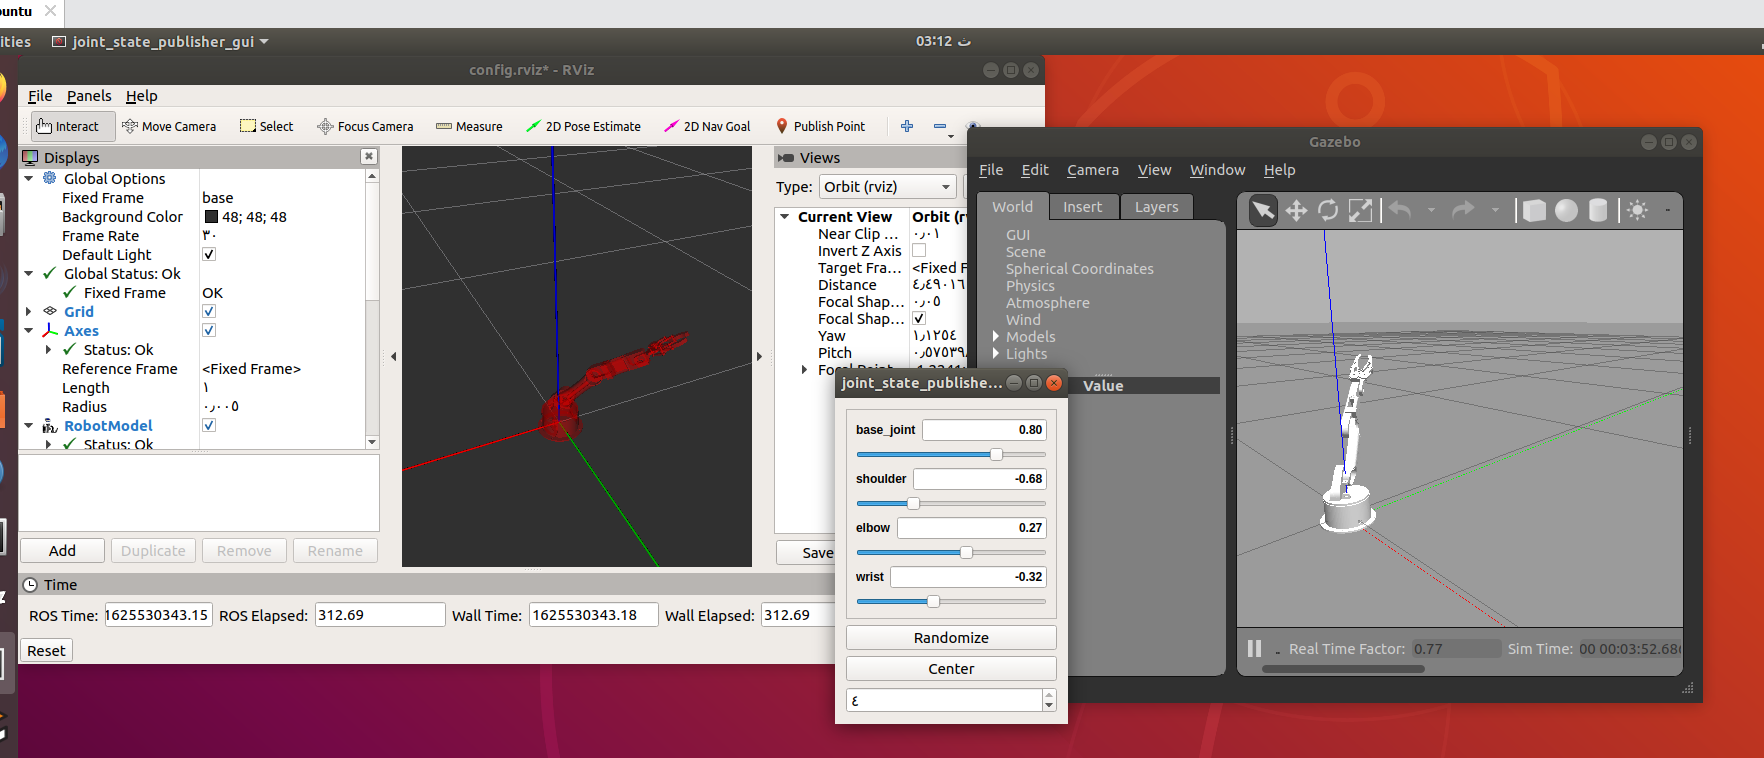 buntu
ities joint_state_publisher_gui 03:12 ث
config.rviz* - RViz
File Panels Help
Interact Move Camera Select Focus Camera Measure 2D Pose Estimate 2D Nav Goal Publish Point
Displays
Global Options
Fixed Frame base
Background Color 48; 48; 48
Frame Rate ٣٠
Default Light
Global Status: Ok
Fixed Frame OK
Grid
Axes
Status: Ok
Reference Frame <Fixed Frame>
Length ١
Radius ٠٫٠٠٥
RobotModel
Status: Ok
Add Duplicate Remove Rename
Views
Type: Orbit (rviz)
Current View Orbit (rv
Near Clip ... ٠٫٠١
Invert Z Axis
Target Fra... <Fixed F
Distance ٤٫٤٩٠١٦
Focal Shap... ٠٫٠٥
Focal Shap...
Yaw ١٫١٢٥٤
Pitch ٠٫٥٧٥٣٩٨
Save
Time
ROS Time: 1625530343.15 ROS Elapsed: 312.69 Wall Time: 1625530343.18 Wall Elapsed: 312.69
Reset
joint_state_publishe...
base_joint 0.80
shoulder -0.68
elbow 0.27
wrist -0.32
Randomize
Center
٤
Gazebo
File Edit Camera View Window Help
World Insert Layers
GUI
Scene
Spherical Coordinates
Physics
Atmosphere
Wind
Models
Lights
Value
Real Time Factor: 0.77 Sim Time: 00 00:03:52.68